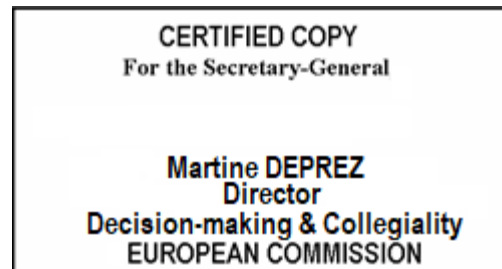 CERTIFIED COPY
For the Secretary-General
Martine DEPREZ
Director
Decision-making & Collegiality
EUROPEAN COMMISSION